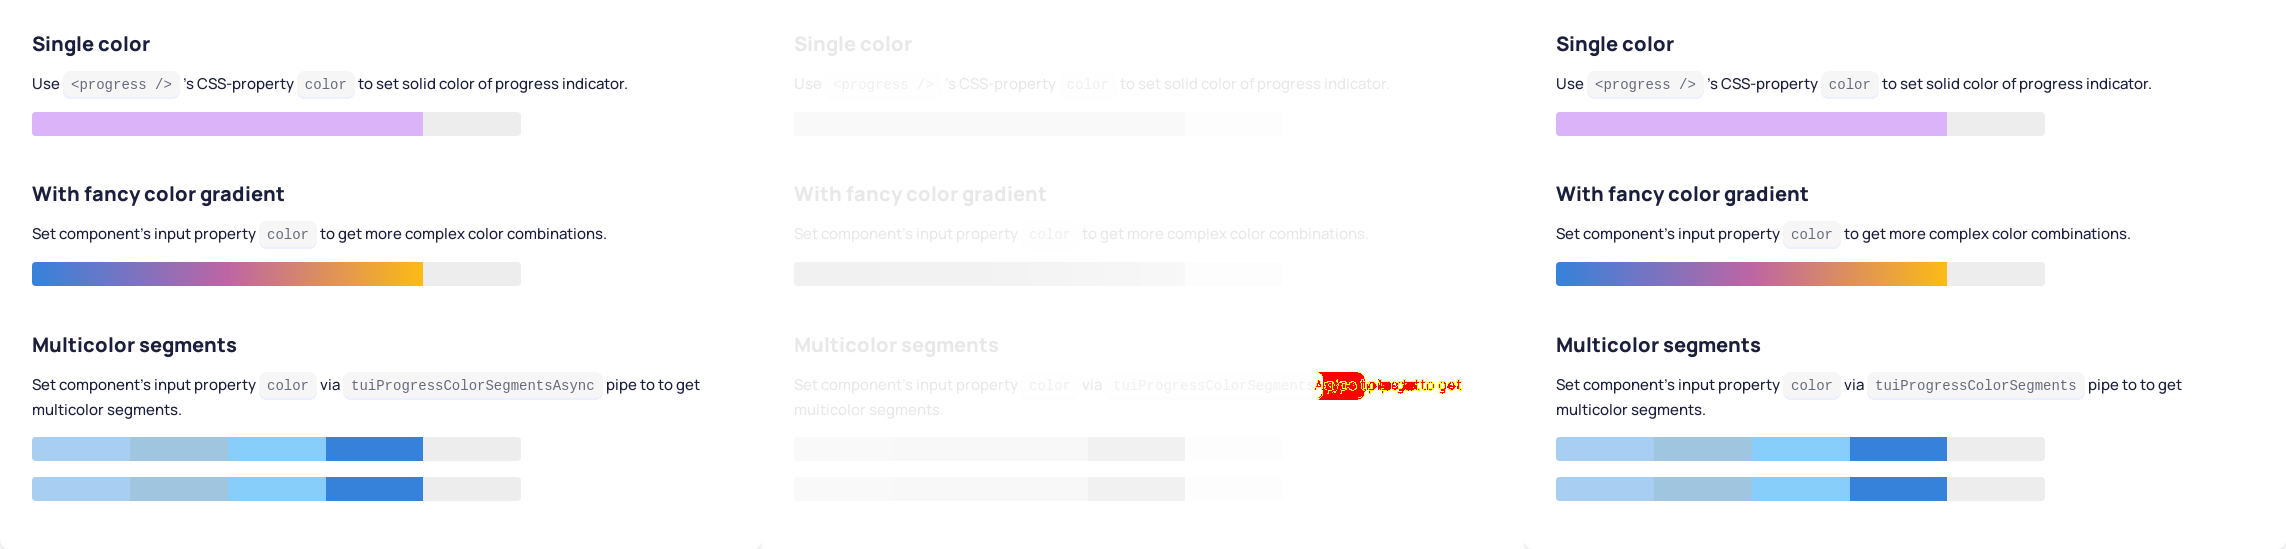 Single color
Use <progress /> 's CSS-property color to set solid color of progress indicator.
With fancy color gradient
Set component's input property color to get more complex color combinations.
Multicolor segments
Set component's input property color via tuiProgressColorSegmentsAsync pipe to to get
multicolor segments.
Single color
Use <progress /> 's CSS-property color to set solid color of progress indicator.
With fancy color gradient
Set component's input property color to get more complex color combinations.
Multicolor segments
Set component's input property color via tuiProgressColorSegments
multicolor segments.
Single color
Use <progress /> 's CSS-property color to set solid color of progress indicator.
With fancy color gradient
Set component's input property color to get more complex color combinations.
Multicolor segments
Set component's input property color via tuiProgressColorSegments pipe to to get
multicolor segments.